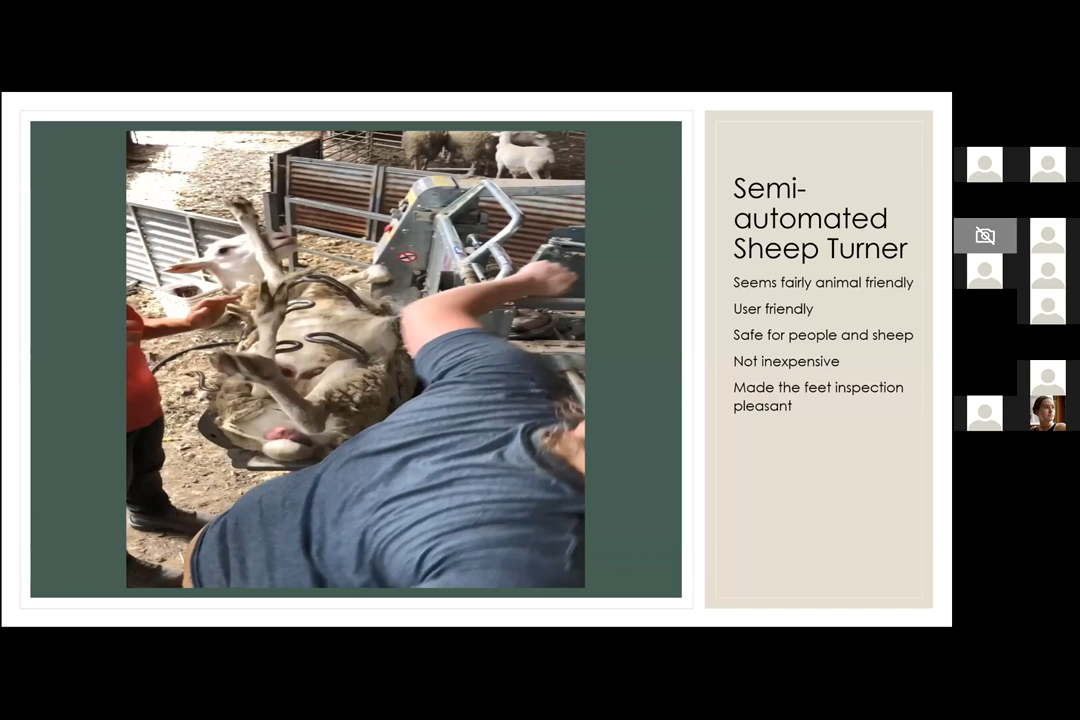 Semi-
automated
Sheep Turner
Seems fairly animal friendly
User friendly
Safe for people and sheep
Not inexpensive
Made the feet inspection
pleasant